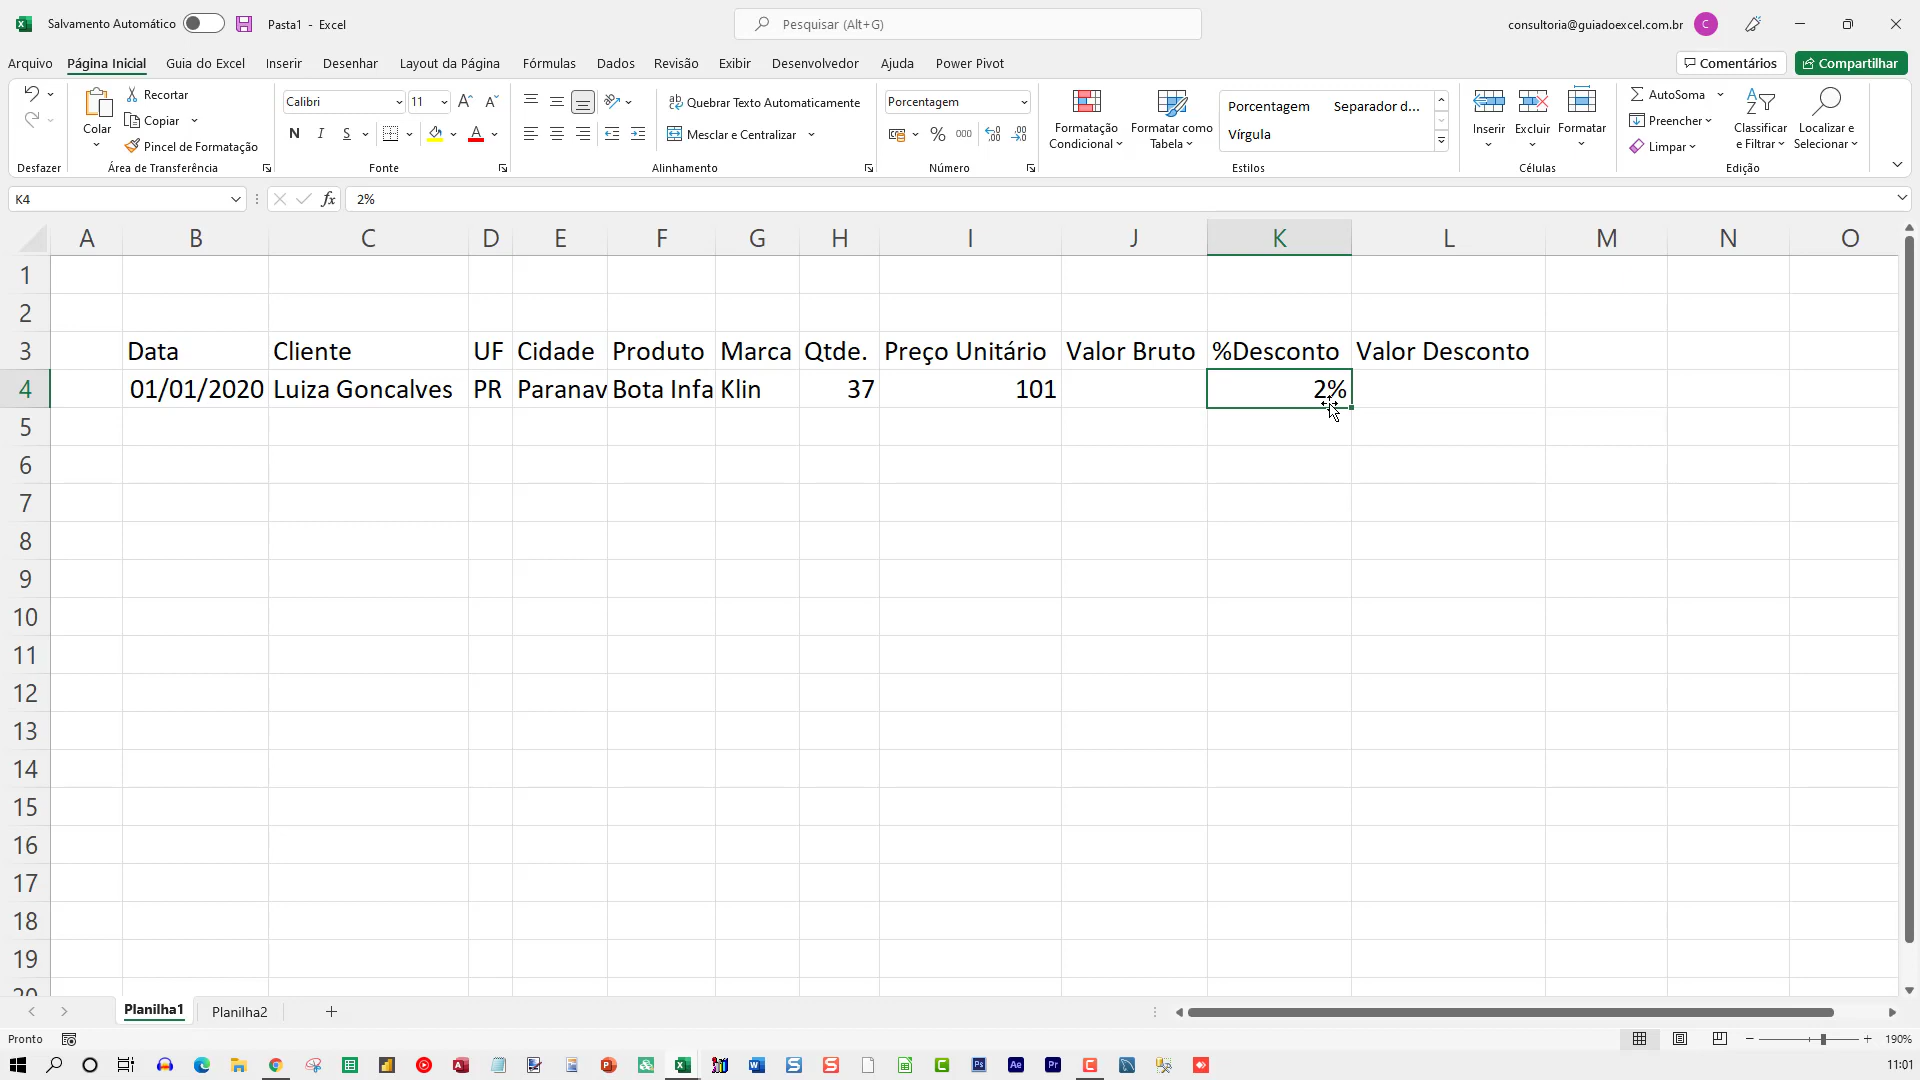 Salvamento Automático
Pasta1 - Excel
Pesquisar (Alt+G)
consultoria@guiadoexcel.com.br
C
Arquivo
Página Inicial
Guia do Excel
Inserir
Desenhar
Layout da Página
Fórmulas
Dados
Revisão
Exibir
Desenvolvedor
Ajuda
Power Pivot
Comentários
Compartilhar
Desfazer
Colar
Recortar
Copiar
Pincel de Formatação
Área de Transferência
Calibri
11
N I S
Fonte
Quebrar Texto Automaticamente
Mesclar e Centralizar
Alinhamento
Porcentagem
% 000
Número
Formatação Condicional
Formatar como Tabela
Porcentagem
Separador d...
Vírgula
Estilos
Inserir
Excluir
Formatar
Células
AutoSoma
Preencher
Limpar
Classificar e Filtrar
Localizar e Selecionar
Edição
K4
fx
2%
A B C D E F G H I J K L M N O
1
2
3 Data Cliente UF Cidade Produto Marca Qtde. Preço Unitário Valor Bruto %Desconto Valor Desconto
4 01/01/2020 Luiza Goncalves PR Paranav Bota Infa Klin 37 101 2%
5
6
7
8
9
10
11
12
13
14
15
16
17
18
19
20
Planilha1
Planilha2
Pronto
190%
11:01